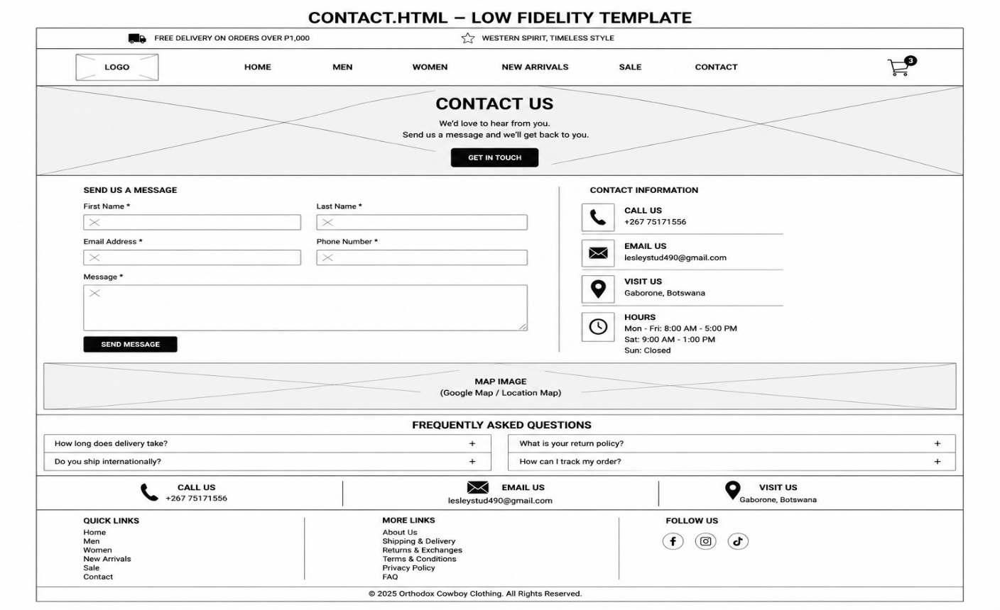 CONTACT.HTML – LOW FIDELITY TEMPLATE
FREE DELIVERY ON ORDERS OVER P1,000
WESTERN SPIRIT, TIMELESS STYLE
LOGO
HOME
MEN
WOMEN
NEW ARRIVALS
SALE
CONTACT
3
CONTACT US
We'd love to hear from you.
Send us a message and we'll get back to you.
GET IN TOUCH
SEND US A MESSAGE
First Name *
Last Name *
Email Address *
Phone Number *
Message *
SEND MESSAGE
CONTACT INFORMATION
CALL US
+267 75171556
EMAIL US
lesleystud490@gmail.com
VISIT US
Gaborone, Botswana
HOURS
Mon - Fri: 8:00 AM - 5:00 PM
Sat: 9:00 AM - 1:00 PM
Sun: Closed
MAP IMAGE
(Google Map / Location Map)
FREQUENTLY ASKED QUESTIONS
How long does delivery take? +
Do you ship internationally? +
What is your return policy? +
How can I track my order? +
CALL US
+267 75171556
EMAIL US
lesleystud490@gmail.com
VISIT US
Gaborone, Botswana
QUICK LINKS
Home
Men
Women
New Arrivals
Sale
Contact
MORE LINKS
About Us
Shipping & Delivery
Returns & Exchanges
Terms & Conditions
Privacy Policy
FAQ
FOLLOW US
© 2025 Orthodox Cowboy Clothing. All Rights Reserved.